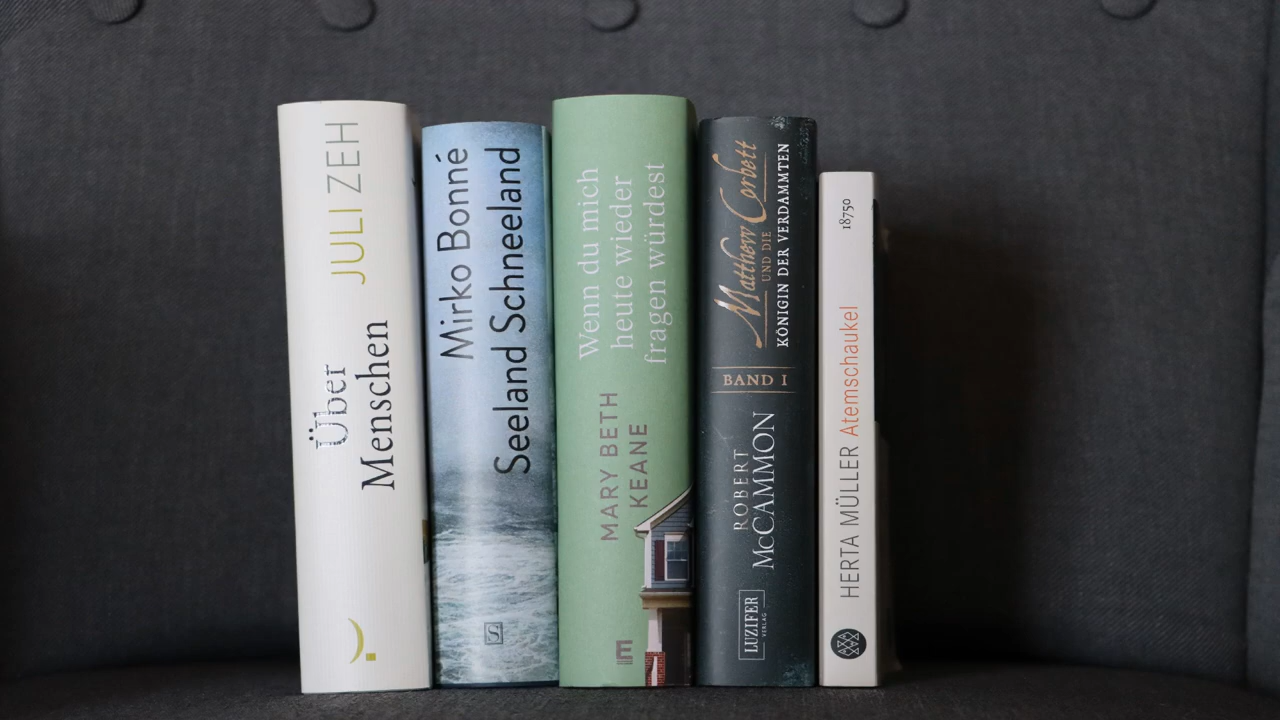 JULI ZEH
Über
Menschen
Mirko Bonné
Seeland Schneeland
S
Wenn du mich
heute wieder
fragen würdest
MARY BETH
KEANE
E
Matthew Corbett
UND DIE
KÖNIGIN DER VERDAMMTEN
BAND I
ROBERT
McCAMMON
LUZIFER
VERLAG
HERTA MÜLLER Atemschaukel
18750